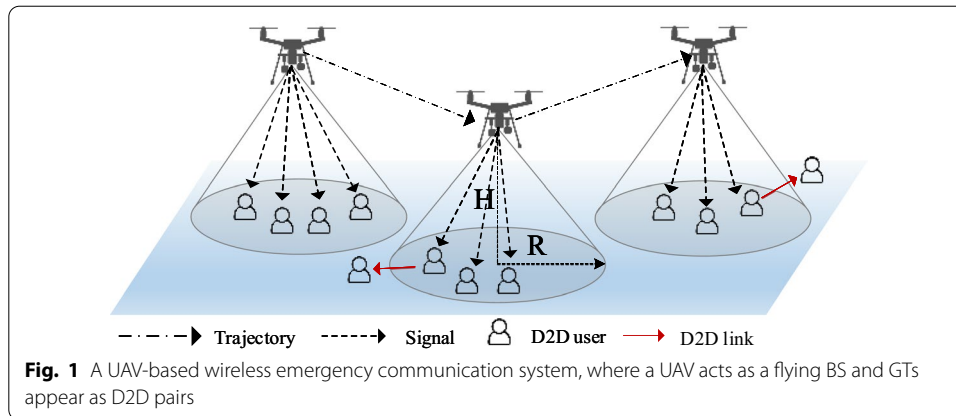 H
R
Trajectory Signal D2D user D2D link
Fig. 1 A UAV-based wireless emergency communication system, where a UAV acts as a flying BS and GTs
appear as D2D pairs